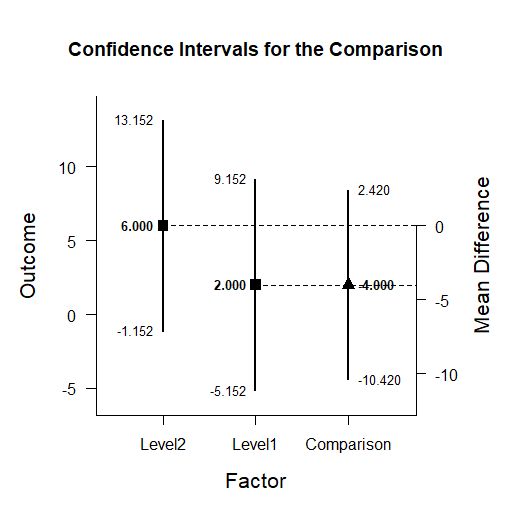 Confidence Intervals for the Comparison
13.152
9.152
2.420
10
6.000
0
5
Outcome
Mean Difference
2.000
-4.000
-5
0
-1.152
-10
-10.420
-5
-5.152
Level2
Level1
Comparison
Factor